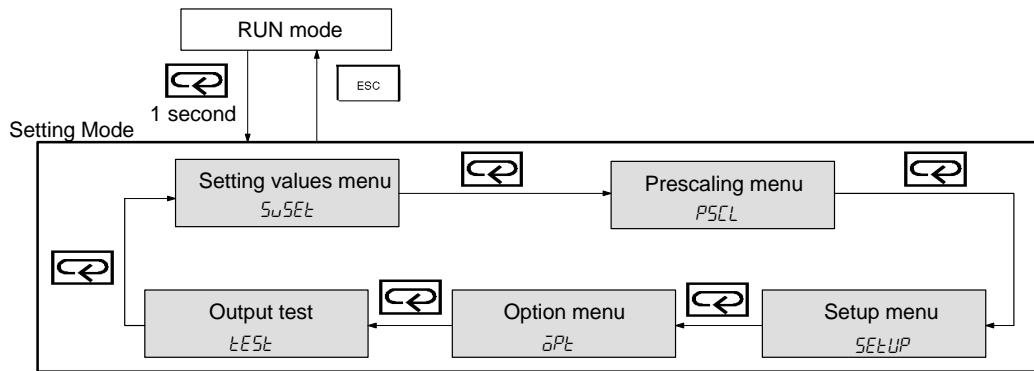 RUN mode
ESC
1 second
Setting Mode
Setting values menu
SuSEt
Prescaling menu
PSCL
Output test
tESt
Option menu
oPt
Setup menu
SEtUP